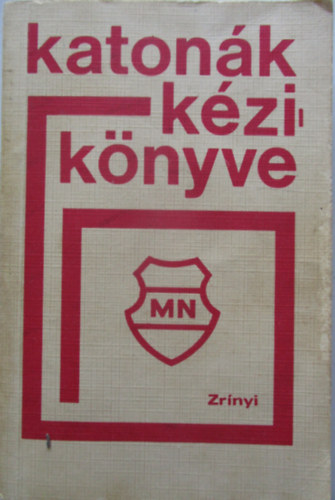 katonák
kézi-
könyve
MN
Zrínyi